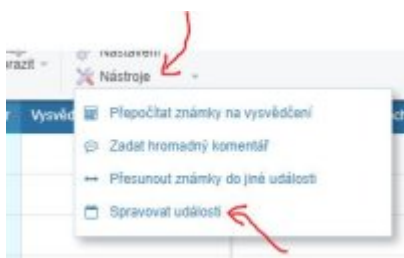 Nastavení
Nástroje
Vysvěd
Přepočítat známky na vysvědčení
Zadat hromadný komentář
Přesunout známky do jiné události
Spravovat události